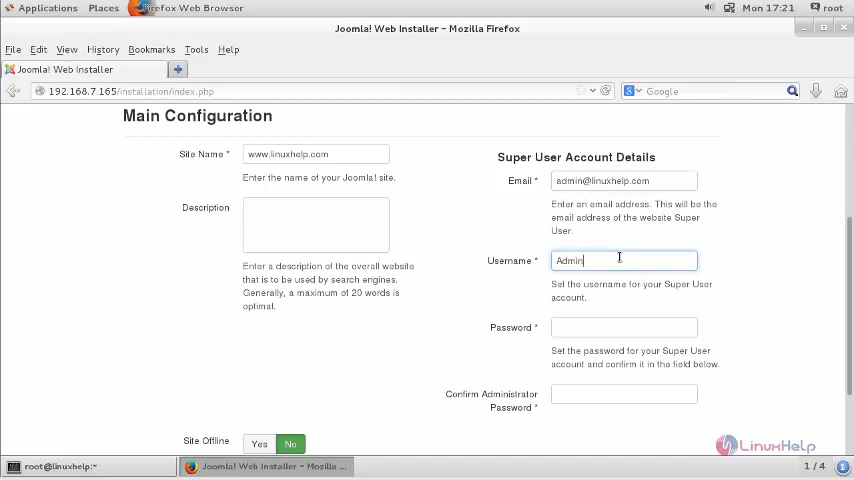 Applications Places Firefox Web Browser Mon 17:21 root
Joomla! Web Installer - Mozilla Firefox
File Edit View History Bookmarks Tools Help
Joomla! Web Installer
192.168.7.165/installation/index.php Google
Main Configuration
Site Name * www.linuxhelp.com
Enter the name of your Joomla! site.
Description
Enter a description of the overall website
that is to be used by search engines.
Generally, a maximum of 20 words is
optimal.
Super User Account Details
Email * admin@linuxhelp.com
Enter an email address. This will be the
email address of the website Super
User.
Username * Admin
Set the username for your Super User
account.
Password *
Set the password for your Super User
account and confirm it in the field below.
Confirm Administrator
Password *
Site Offline Yes No
LINUXHELP
root@linuxhelp:~ Joomla! Web Installer - Mozilla ... 1 / 4 1